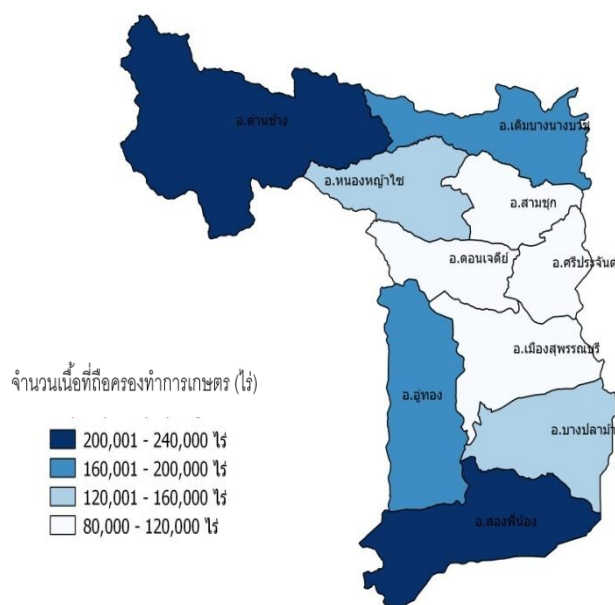 อ.ด่านช้าง
อ.เดิมบางนางบวช
อ.หนองหญ้าไซ
อ.สามชุก
อ.ดอนเจดีย์
อ.ศรีประจันต์
อ.เมืองสุพรรณบุรี
จำนวนเนื้อที่ถือครองทำการเกษตร (ไร่)
อ.อู่ทอง
อ.บางปลาม้า
200,001 - 240,000 ไร่
160,001 - 200,000 ไร่
120,001 - 160,000 ไร่
80,000 - 120,000 ไร่
อ.สองพี่น้อง